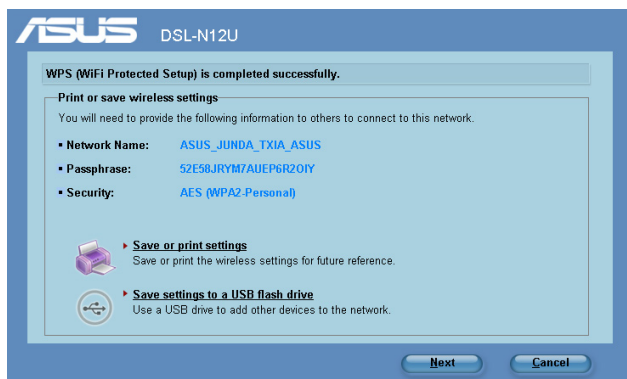 ASUS DSL-N12U
WPS (WiFi Protected Setup) is completed successfully.
Print or save wireless settings
You will need to provide the following information to others to connect to this network.
▪ Network Name: ASUS_JUNDA_TXIA_ASUS
▪ Passphrase: 52E58JRYM7AUEP6R2OIY
▪ Security: AES (WPA2-Personal)
Save or print settings
Save or print the wireless settings for future reference.
Save settings to a USB flash drive
Use a USB drive to add other devices to the network.
Next Cancel